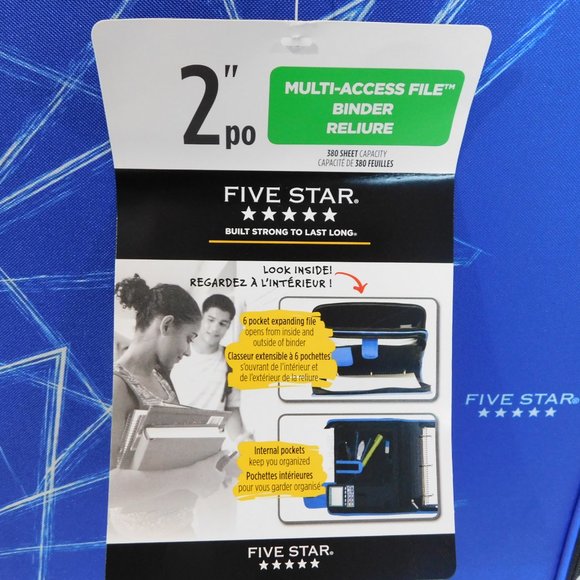 2" po
MULTI-ACCESS FILE™
BINDER
RELIURE
380 SHEET CAPACITY
CAPACITÉ DE 380 FEUILLES
FIVE STAR®
BUILT STRONG TO LAST LONG®
LOOK INSIDE!
REGARDEZ À L'INTÉRIEUR !
6 pocket expanding file
opens from inside and
outside of binder
Classeur extensible à 6 pochettes
s'ouvrant de l'intérieur et
de l'extérieur de la reliure
Internal pockets
keep you organized
Pochettes intérieures
pour vous garder organisé
FIVE STAR®
FIVE STAR®